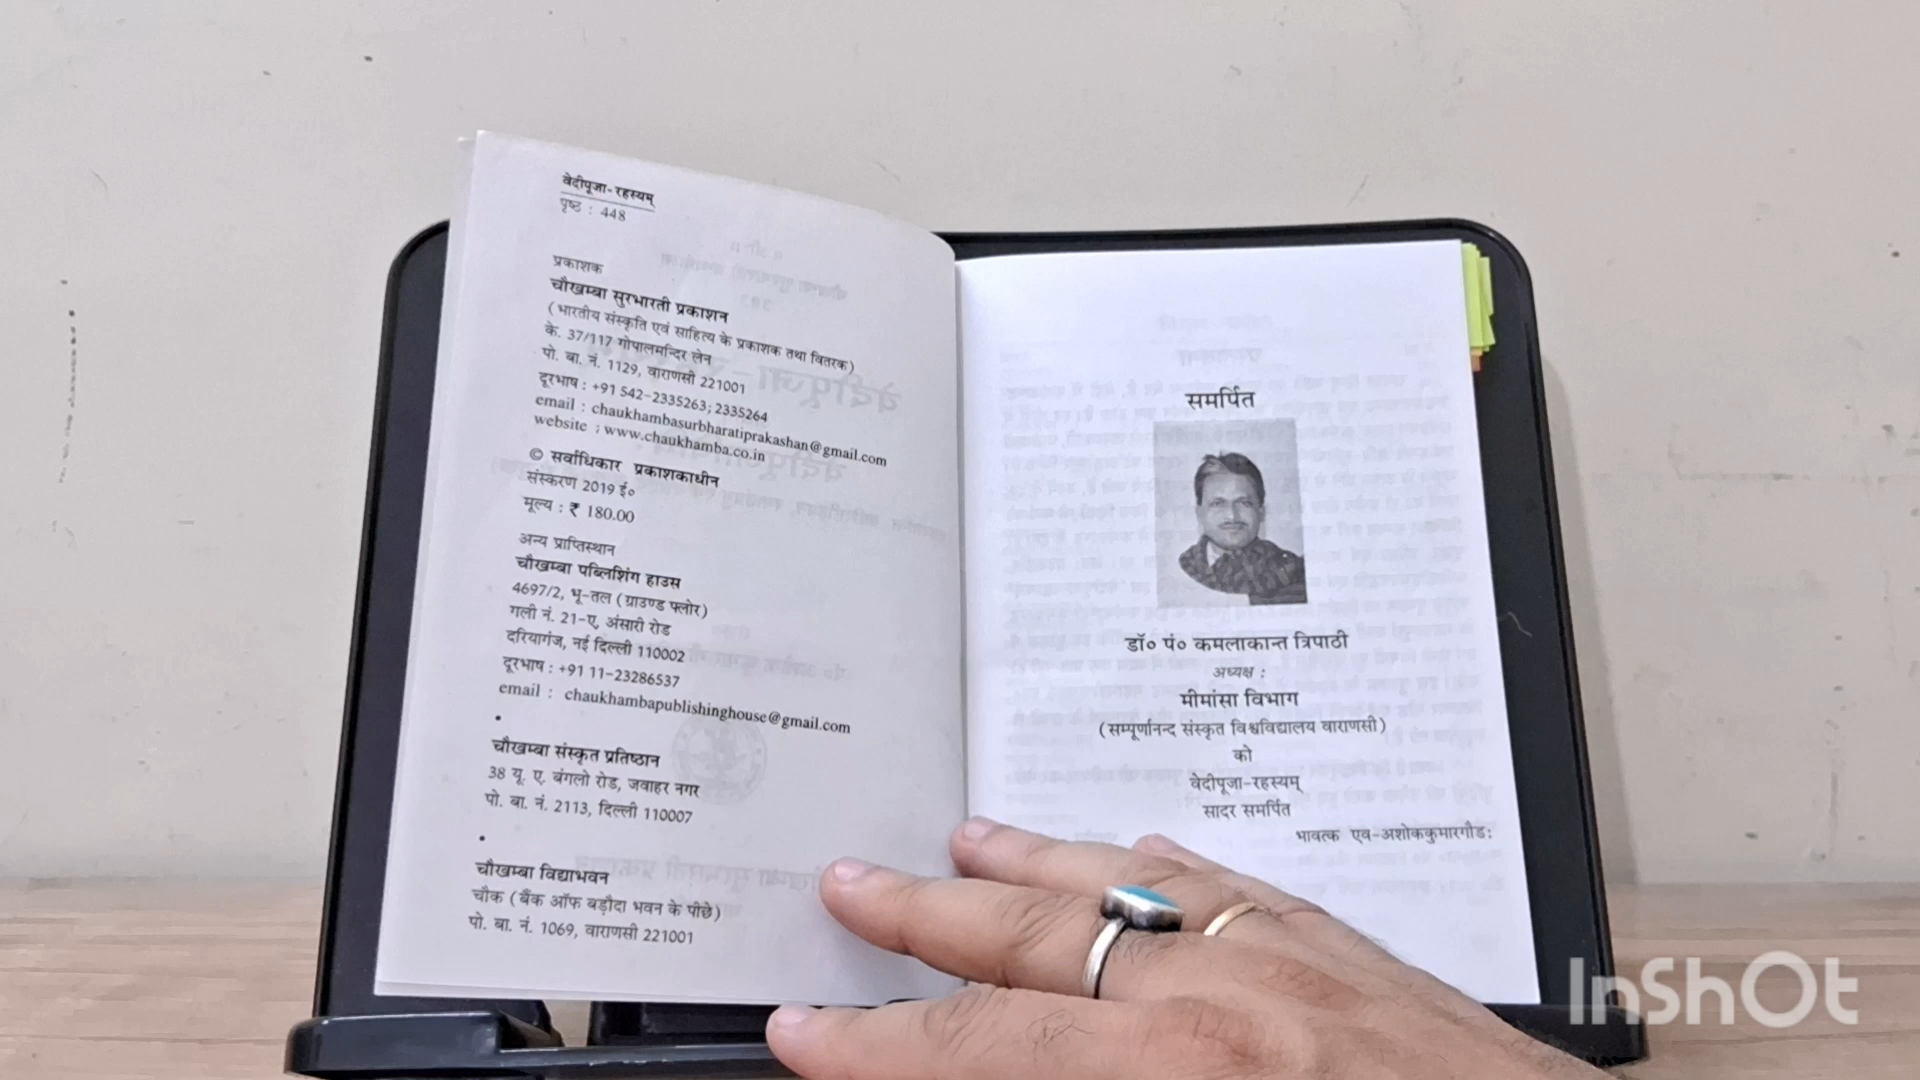 वेदीपूजा-रहस्यम्
पृष्ठ : 448
प्रकाशक
चौखम्बा सुरभारती प्रकाशन
(भारतीय संस्कृति एवं साहित्य के प्रकाशक तथा वितरक)
के. 37/117 गोपालमन्दिर लेन
पो. बा. नं. 1129, वाराणसी 221001
दूरभाष : +91 542-2335263; 2335264
email : chaukhambasurbharatiprakashan@gmail.com
website : www.chaukhamba.co.in
© सर्वाधिकार प्रकाशकाधीन
संस्करण 2019 ई०
मूल्य : ₹ 180.00
अन्य प्राप्तिस्थान
चौखम्बा पब्लिशिंग हाउस
4697/2, भू-तल (ग्राउण्ड फ्लोर)
गली नं. 21-ए, अंसारी रोड
दरियागंज, नई दिल्ली 110002
दूरभाष : +91 11-23286537
email : chaukhambapublishinghouse@gmail.com
•
चौखम्बा संस्कृत प्रतिष्ठान
38 यू. ए. बंगलो रोड, जवाहर नगर
पो. बा. नं. 2113, दिल्ली 110007
•
चौखम्बा विद्याभवन
चौक (बैंक ऑफ बड़ौदा भवन के पीछे)
पो. बा. नं. 1069, वाराणसी 221001
समर्पित
डॉ० पं० कमलाकान्त त्रिपाठी
अध्यक्ष :
मीमांसा विभाग
(सम्पूर्णानन्द संस्कृत विश्वविद्यालय वाराणसी)
को
वेदीपूजा-रहस्यम्
सादर समर्पित
भावत्क एव-अशोककुमारगौड:
InShOt